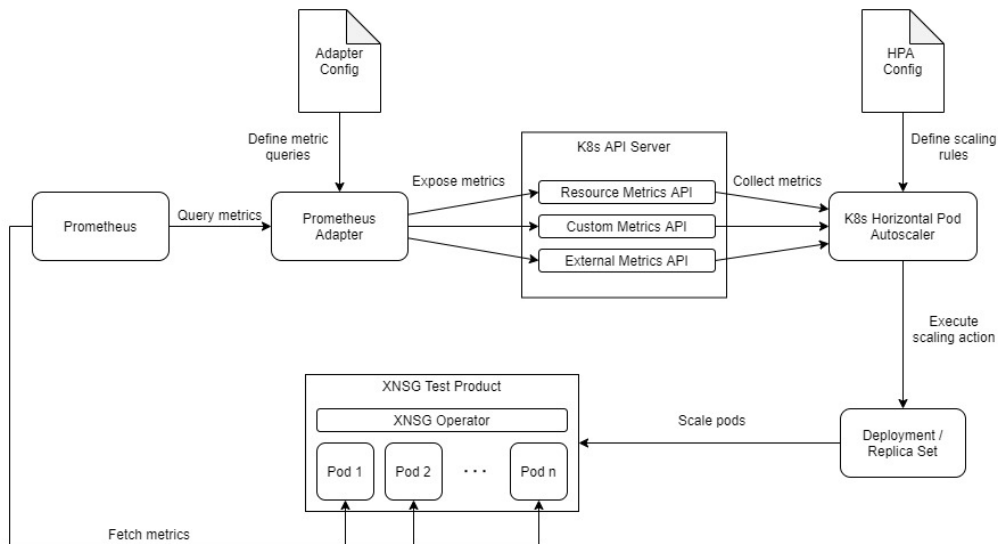 Adapter
Config
HPA
Config
Define metric
queries
Define scaling
rules
K8s API Server
Expose metrics
Collect metrics
Resource Metrics API
Custom Metrics API
External Metrics API
Prometheus
Query metrics
Prometheus
Adapter
K8s Horizontal Pod
Autoscaler
Execute
scaling action
XNSG Test Product
XNSG Operator
Pod 1
Pod 2
. . .
Pod n
Scale pods
Deployment /
Replica Set
Fetch metrics